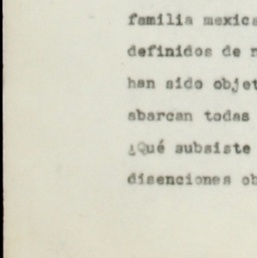 familia mexica
definidos de n
han sido objet
abarcan todas
¿Qué subsiste
disenciones ob